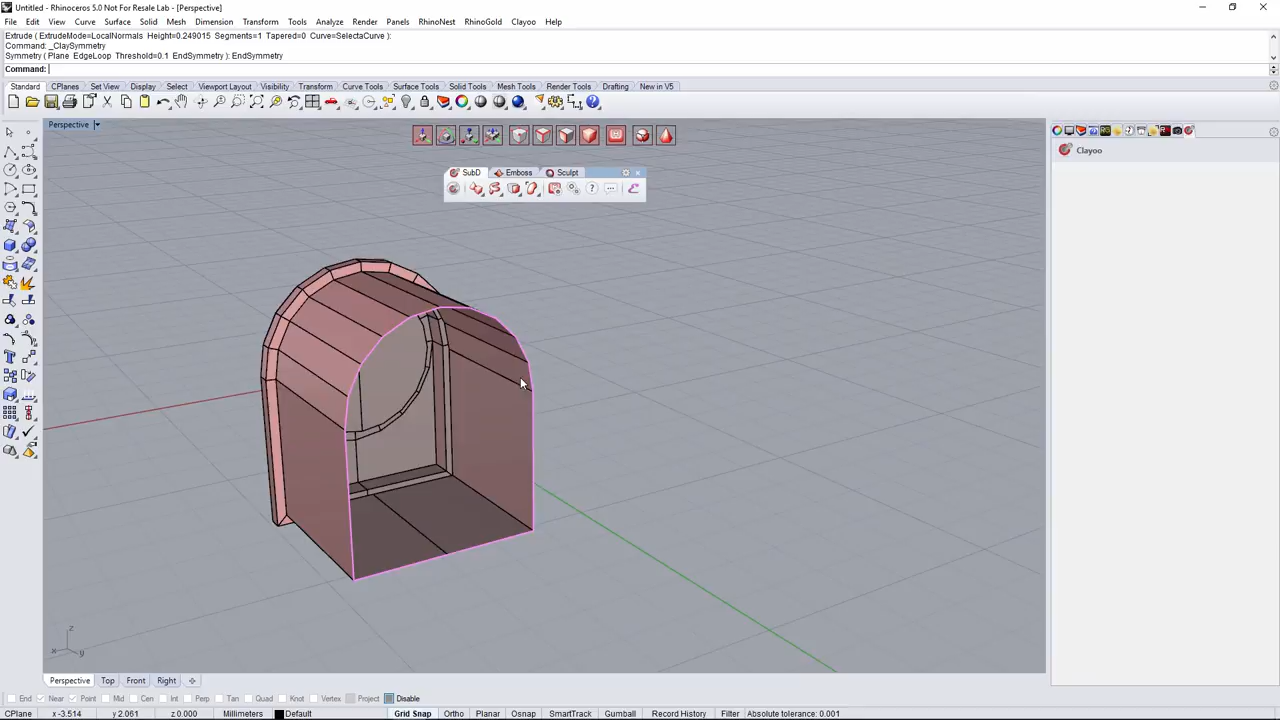 Untitled - Rhinoceros 5.0 Not For Resale Lab - [Perspective]
File Edit View Curve Surface Solid Mesh Dimension Transform Tools Analyze Render Panels RhinoNest RhinoGold Clayoo Help
Extrude ( ExtrudeMode=LocalNormals Height=0.249015 Segments=1 Tapered=0 Curve=SelectaCurve ):
Command: _ClaySymmetry
Symmetry ( Plane EdgeLoop Threshold=0.1 EndSymmetry ): EndSymmetry
Command:
Standard CPlanes Set View Display Select Viewport Layout Visibility Transform Curve Tools Surface Tools Solid Tools Mesh Tools Render Tools Drafting New in V5
Perspective
SubD Emboss Sculpt
Clayoo
z
x y
Perspective Top Front Right
End Near Point Mid Cen Int Perp Tan Quad Knot Vertex Project Disable
CPlane x -3.514 y 2.061 z 0.000 Millimeters Default Grid Snap Ortho Planar Osnap SmartTrack Gumball Record History Filter Absolute tolerance: 0.001